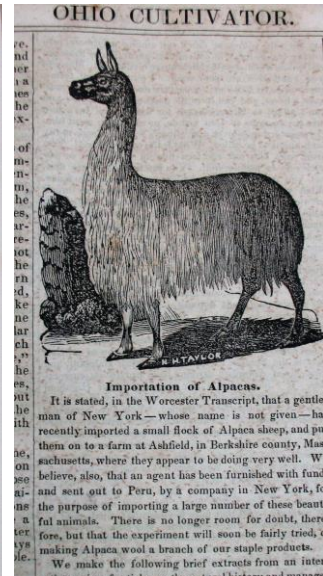 OHIO CULTIVATOR.
N. H. TAYLOR
Importation of Alpacas.
It is stated, in the Worcester Transcript, that a gentle-
man of New York—whose name is not given—ha
recently imported a small flock of Alpaca sheep, and pu
them on to a farm at Ashfield, in Berkshire county, Mas
sachusetts, where they appear to be doing very well. W
believe, also, that an agent has been furnished with fund
and sent out to Peru, by a company in New York, fo
the purpose of importing a large number of these beaut
ful animals. There is no longer room for doubt, there
fore, but that the experiment will soon be fairly tried,
making Alpaca wool a branch of our staple products.
We make the following brief extracts from an inter